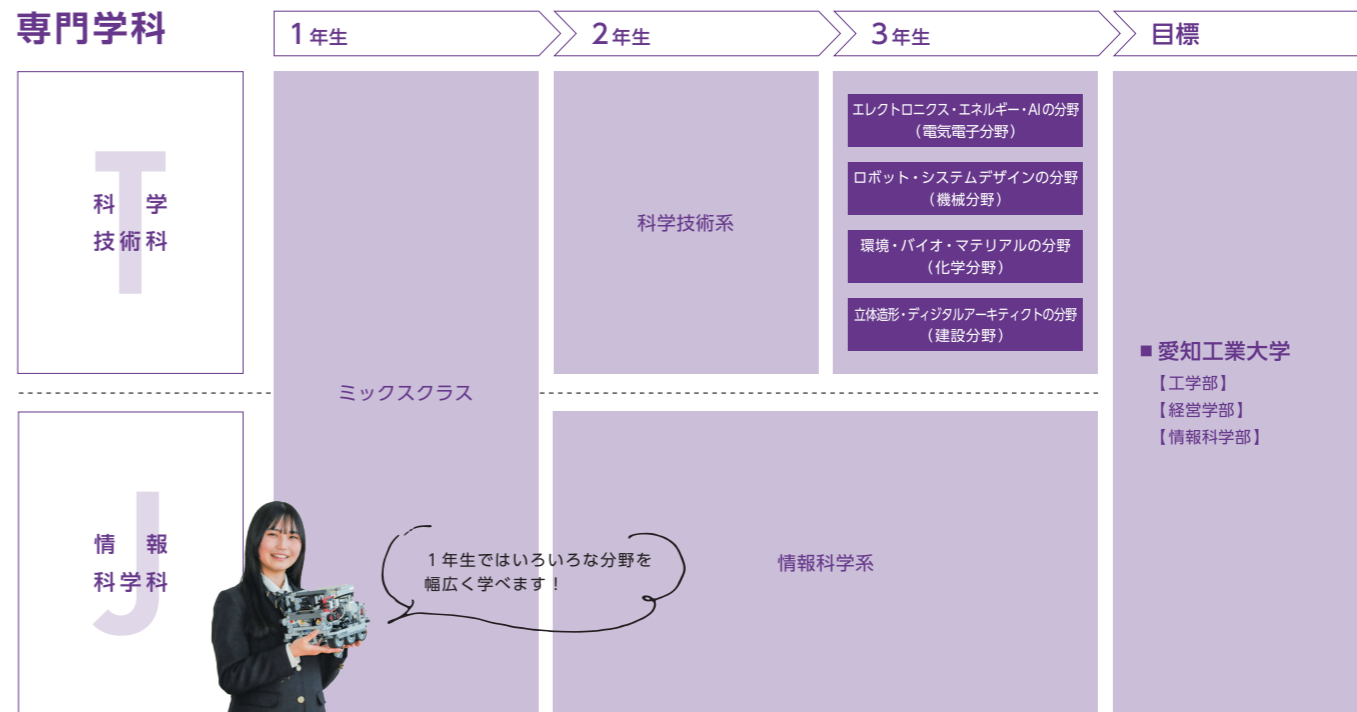 専門学科
1年生
2年生
3年生
目標
T
科 学
技術科
ミックスクラス
科学技術系
エレクトロニクス・エネルギー・AIの分野
(電気電子分野)
ロボット・システムデザインの分野
(機械分野)
環境・バイオ・マテリアルの分野
(化学分野)
立体造形・ディジタルアーキティクトの分野
(建設分野)
■愛知工業大学
【工学部】
【経営学部】
【情報科学部】
J
情 報
科学科
1年生ではいろいろな分野を
幅広く学べます!
情報科学系